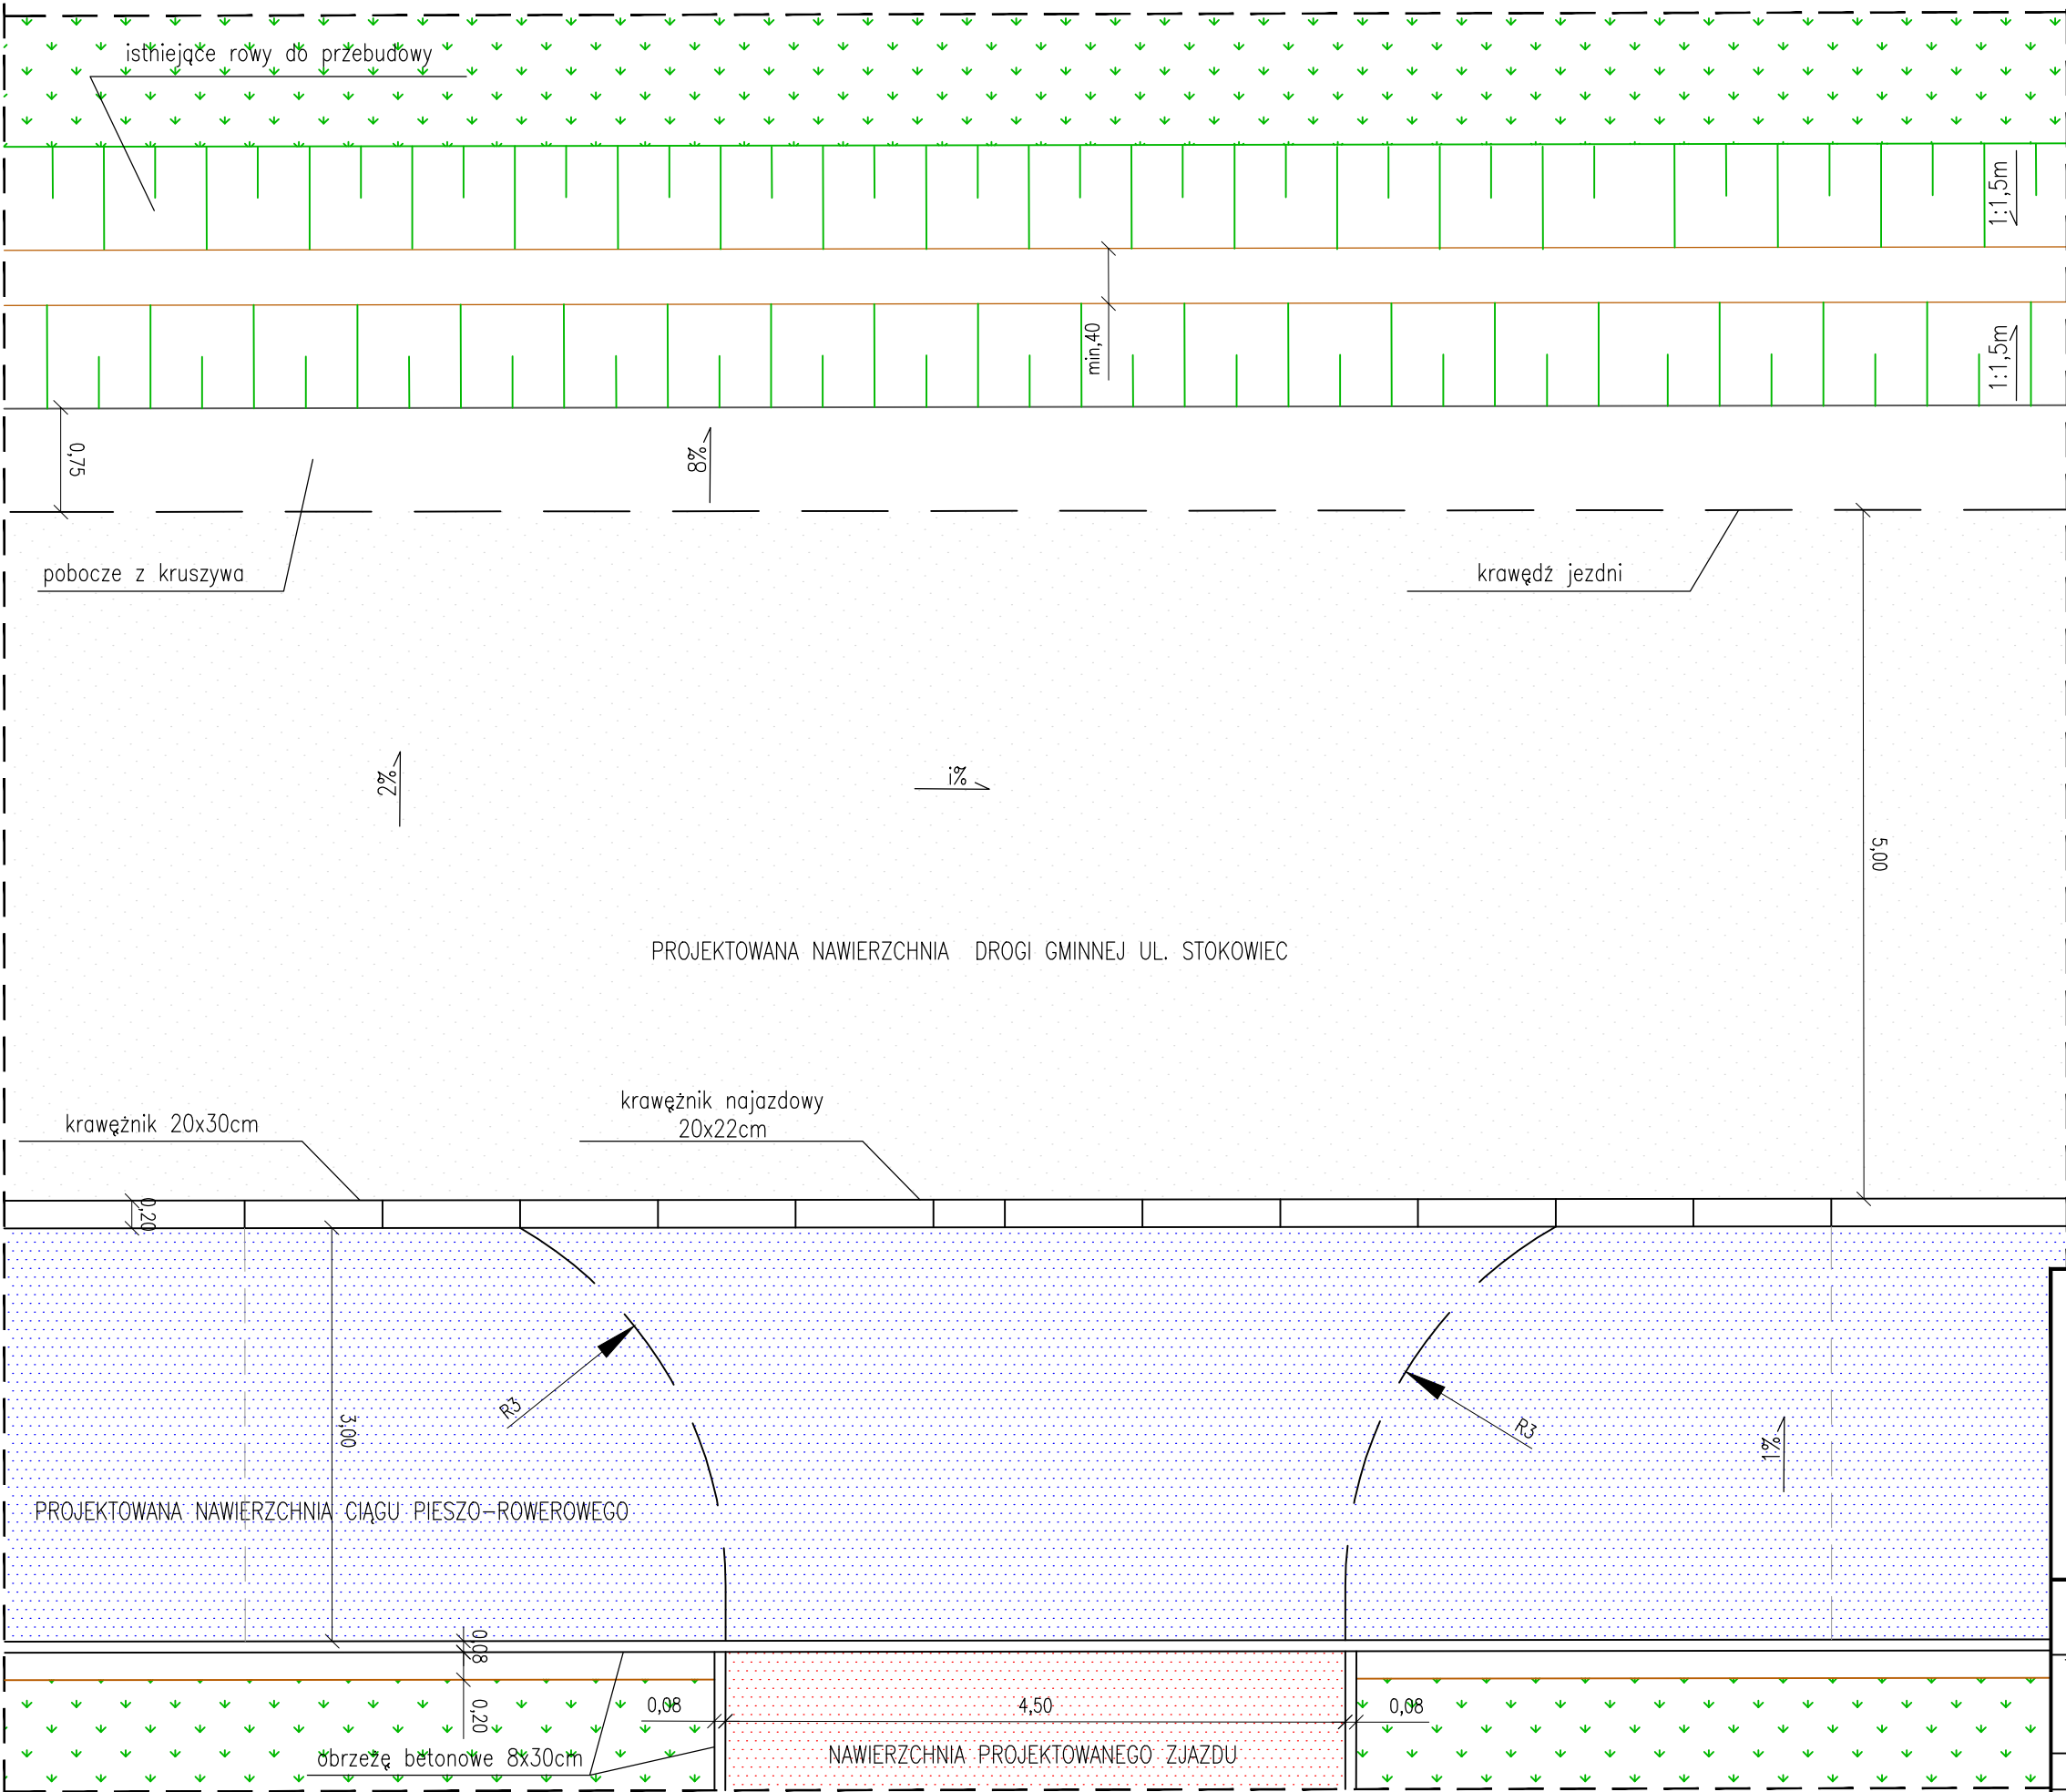 istniejące rowy do przebudowy
1:1,5m
min,40
1:1,5m
0,75
8%
pobocze z kruszywa
krawędź jezdni
2%
i%
5,00
PROJEKTOWANA NAWIERZCHNIA DROGI GMINNEJ UL. STOKOWIEC
krawężnik 20x30cm
krawężnik najazdowy
20x22cm
0,20
R3
R3
3,00
1%
PROJEKTOWANA NAWIERZCHNIA CIĄGU PIESZO-ROWEROWEGO
0,08
0,20
0,08
4,50
0,08
obrzeżę betonowe 8x30cm
NAWIERZCHNIA PROJEKTOWANEGO ZJAZDU